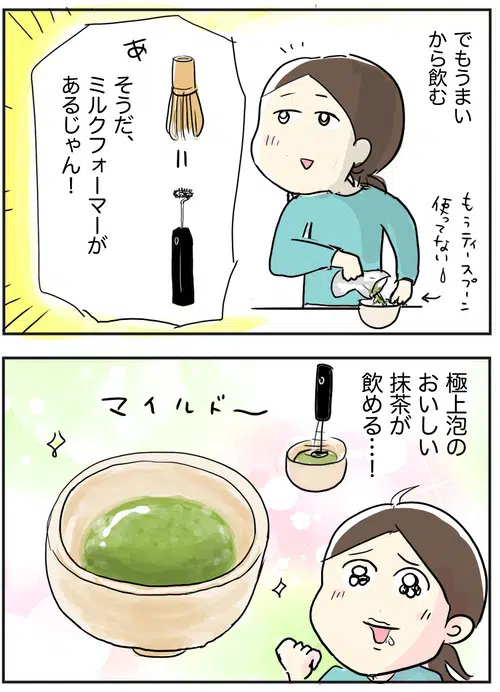 でもうまい
から飲む
もうティースプーン
使ってない
あ
そうだ、
ミルクフォーマーが
あるじゃん！
極上泡の
おいしい
抹茶が
飲める…！
マイルド〜